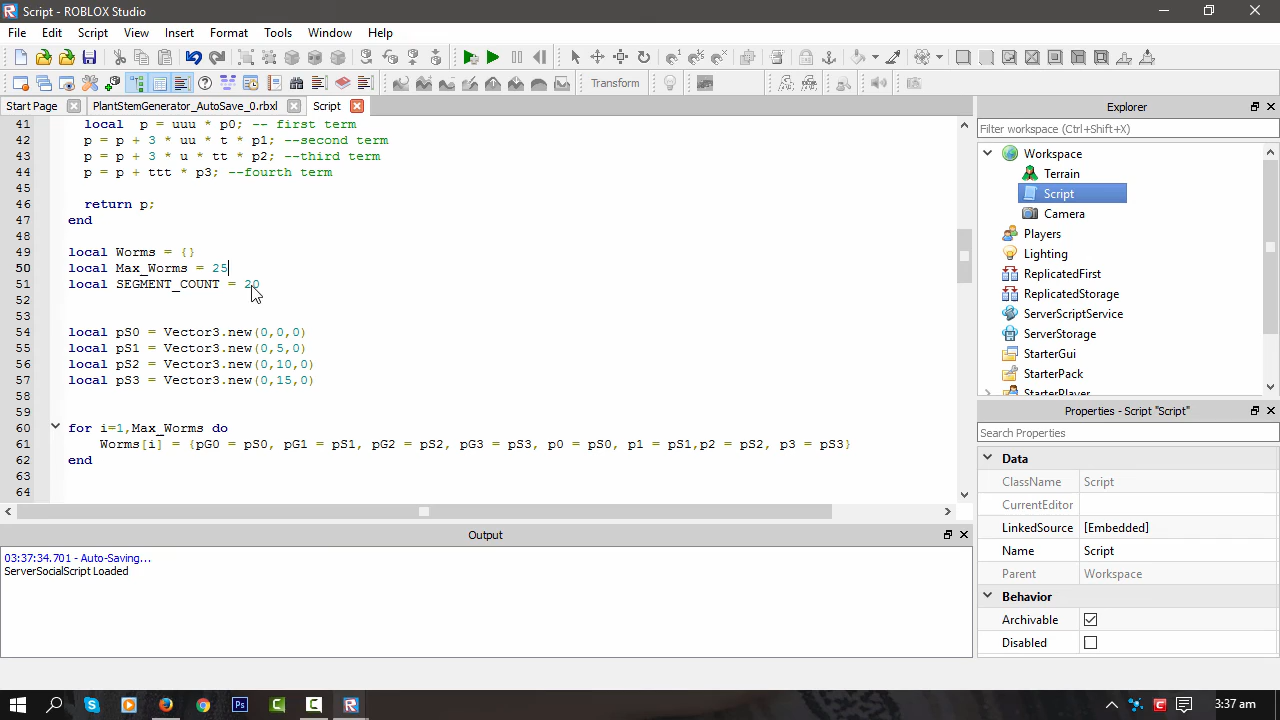 Script - ROBLOX Studio
File Edit Script View Insert Format Tools Window Help
Transform
Start Page PlantStemGenerator_AutoSave_0.rbxl Script
41 local p = uuu * p0; -- first term
42 p = p + 3 * uu * t * p1; --second term
43 p = p + 3 * u * tt * p2; --third term
44 p = p + ttt * p3; --fourth term
45
46 return p;
47 end
48
49 local Worms = {}
50 local Max_Worms = 25
51 local SEGMENT_COUNT = 20
52
53
54 local pS0 = Vector3.new(0,0,0)
55 local pS1 = Vector3.new(0,5,0)
56 local pS2 = Vector3.new(0,10,0)
57 local pS3 = Vector3.new(0,15,0)
58
59
60 for i=1,Max_Worms do
61 Worms[i] = {pG0 = pS0, pG1 = pS1, pG2 = pS2, pG3 = pS3, p0 = pS0, p1 = pS1,p2 = pS2, p3 = pS3}
62 end
63
64
Output
03:37:34.701 - Auto-Saving...
ServerSocialScript Loaded
Explorer
Filter workspace (Ctrl+Shift+X)
Workspace
Terrain
Script
Camera
Players
Lighting
ReplicatedFirst
ReplicatedStorage
ServerScriptService
ServerStorage
StarterGui
StarterPack
StarterPlayer
Properties - Script "Script"
Search Properties
Data
ClassName Script
CurrentEditor
LinkedSource [Embedded]
Name Script
Parent Workspace
Behavior
Archivable
Disabled
3:37 am